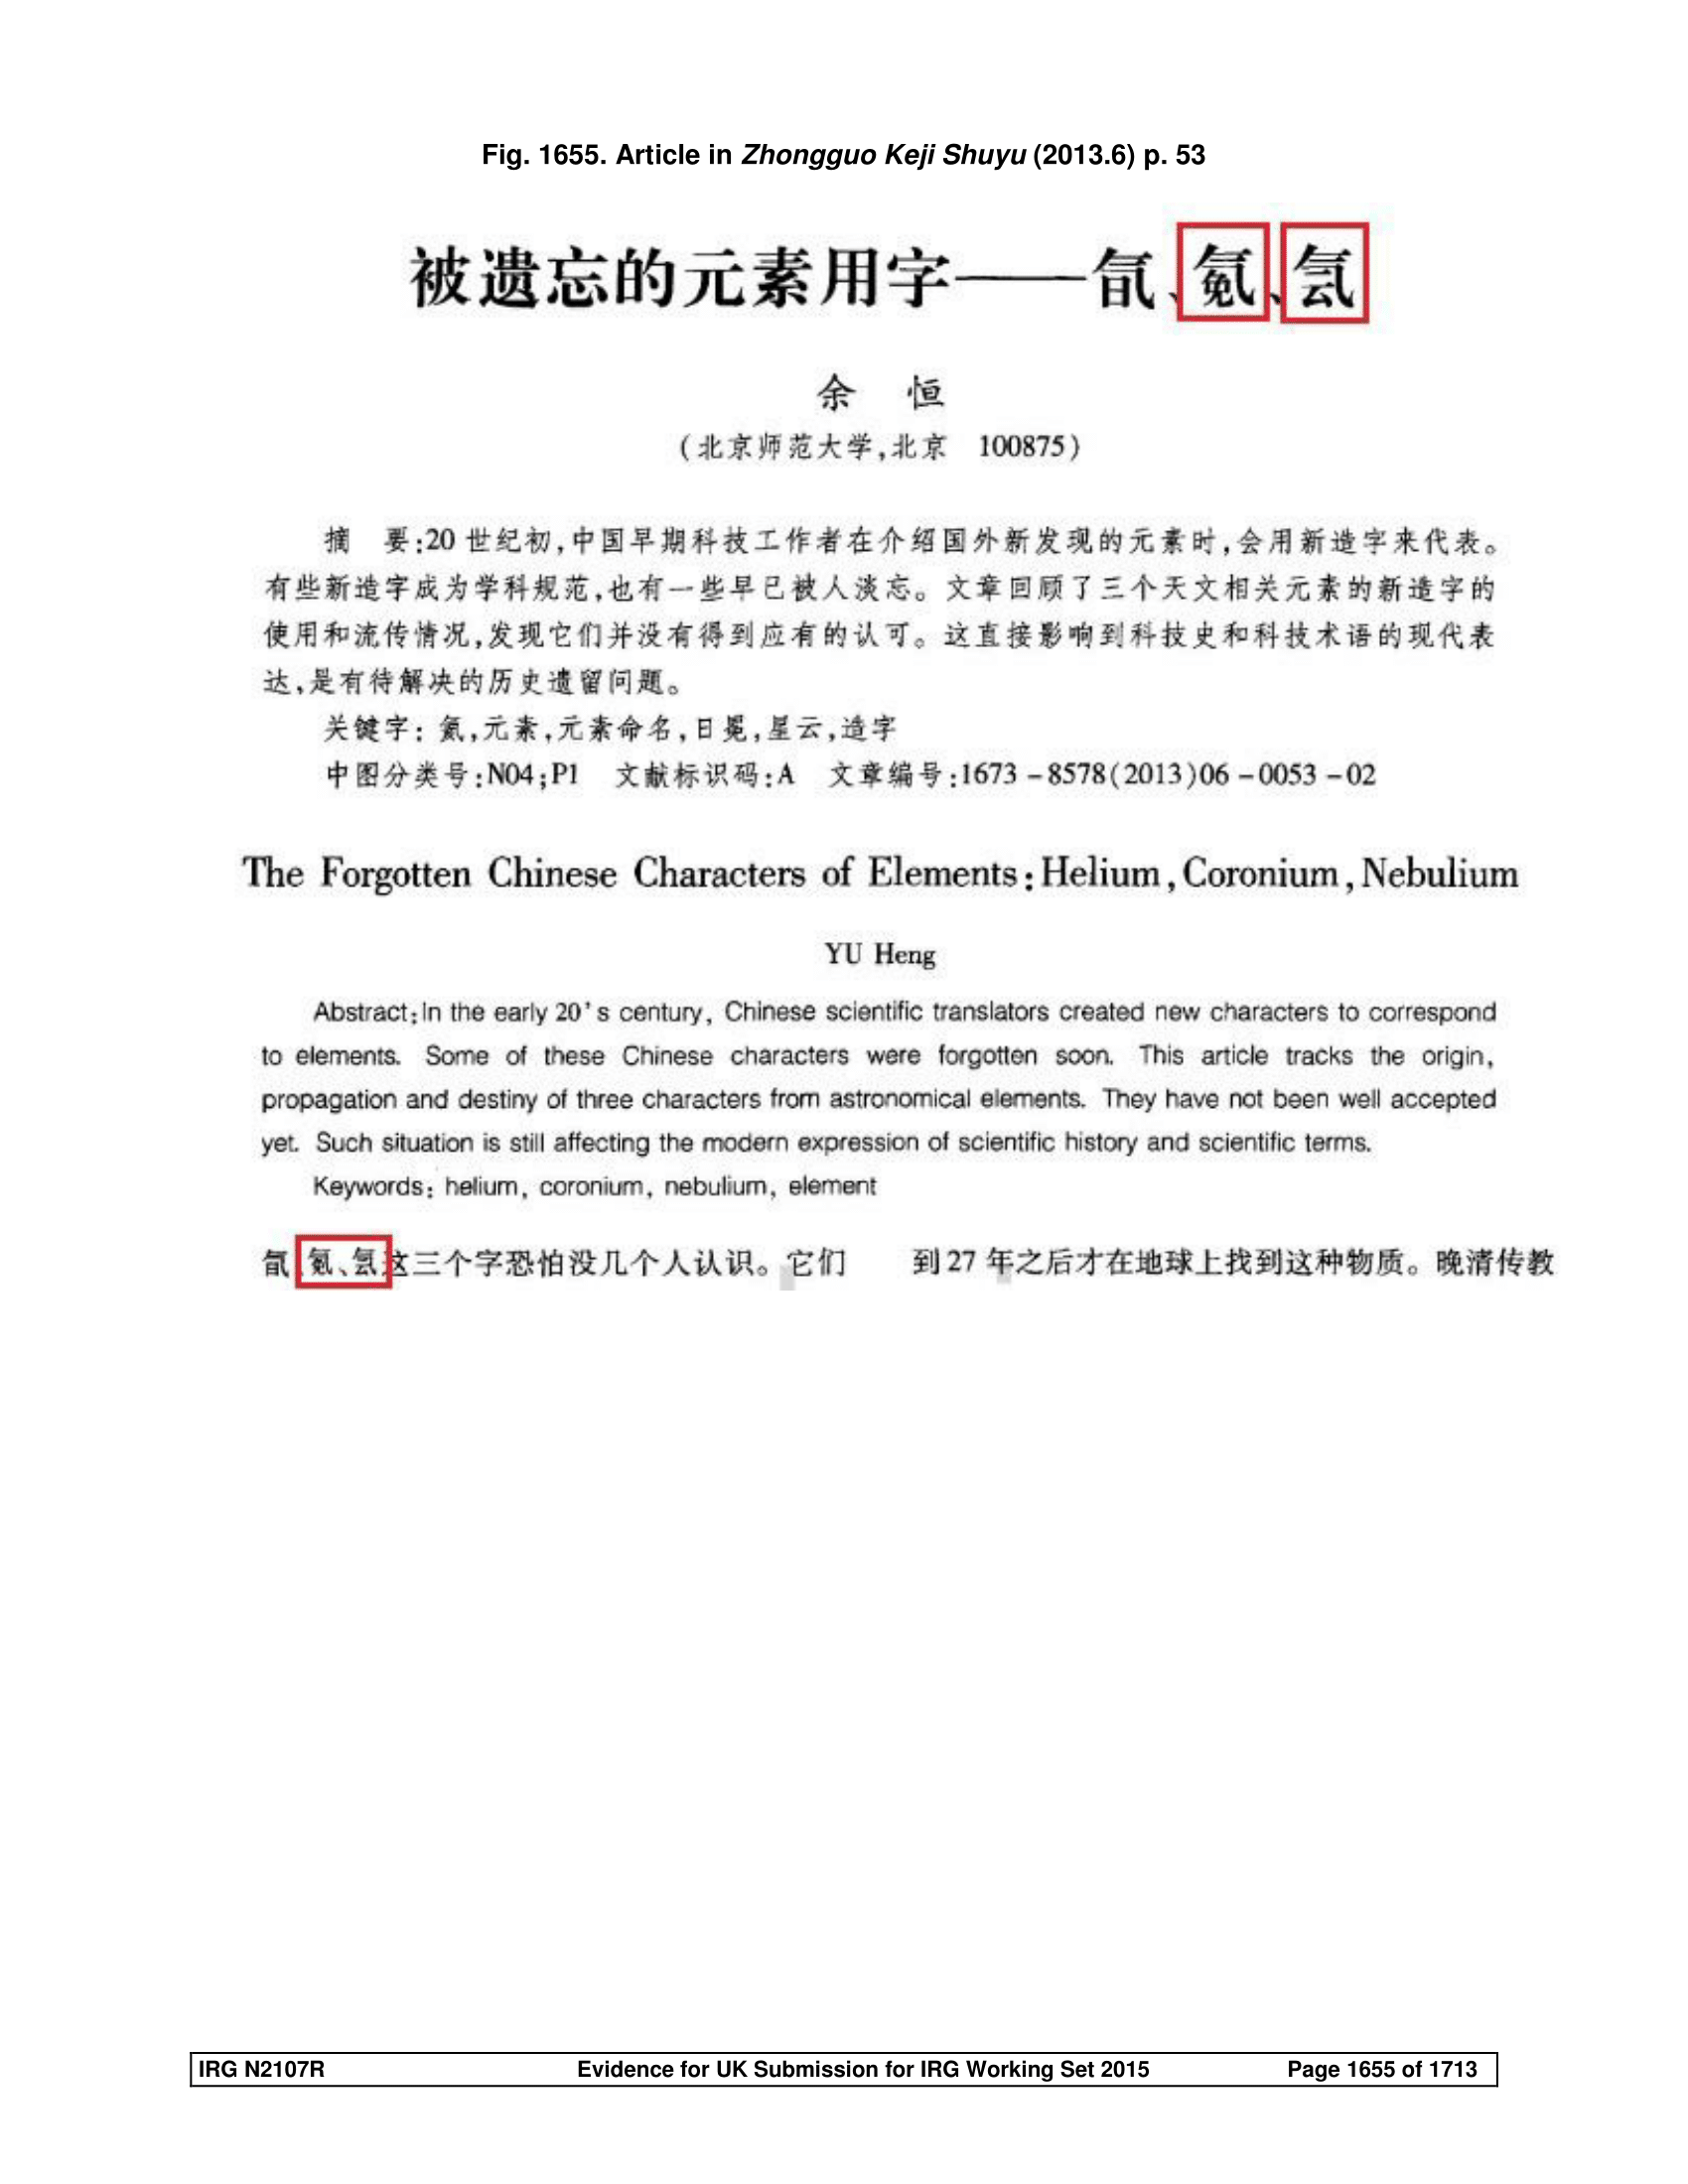 Fig. 1655. Article in Zhongguo Keji Shuyu (2013.6) p. 53
被遗忘的元素用字——氜、⿹气免、⿹气云
余 恒
(北京师范大学,北京 100875)
摘 要:20 世纪初,中国早期科技工作者在介绍国外新发现的元素时,会用新造字来代表。
有些新造字成为学科规范,也有一些早已被人淡忘。文章回顾了三个天文相关元素的新造字的
使用和流传情况,发现它们并没有得到应有的认可。这直接影响到科技史和科技术语的现代表
达,是有待解决的历史遗留问题。
关键字: 氦,元素,元素命名,日冕,星云,造字
中图分类号:N04;P1 文献标识码:A 文章编号:1673－8578(2013)06－0053－02
The Forgotten Chinese Characters of Elements: Helium, Coronium, Nebulium
YU Heng
Abstract: In the early 20's century, Chinese scientific translators created new characters to correspond
to elements. Some of these Chinese characters were forgotten soon. This article tracks the origin,
propagation and destiny of three characters from astronomical elements. They have not been well accepted
yet. Such situation is still affecting the modern expression of scientific history and scientific terms.
Keywords: helium, coronium, nebulium, element
氜、⿹气免、⿹气云这三个字恐怕没几个人认识。它们
到 27 年之后才在地球上找到这种物质。晚清传教
IRG N2107R Evidence for UK Submission for IRG Working Set 2015 Page 1655 of 1713